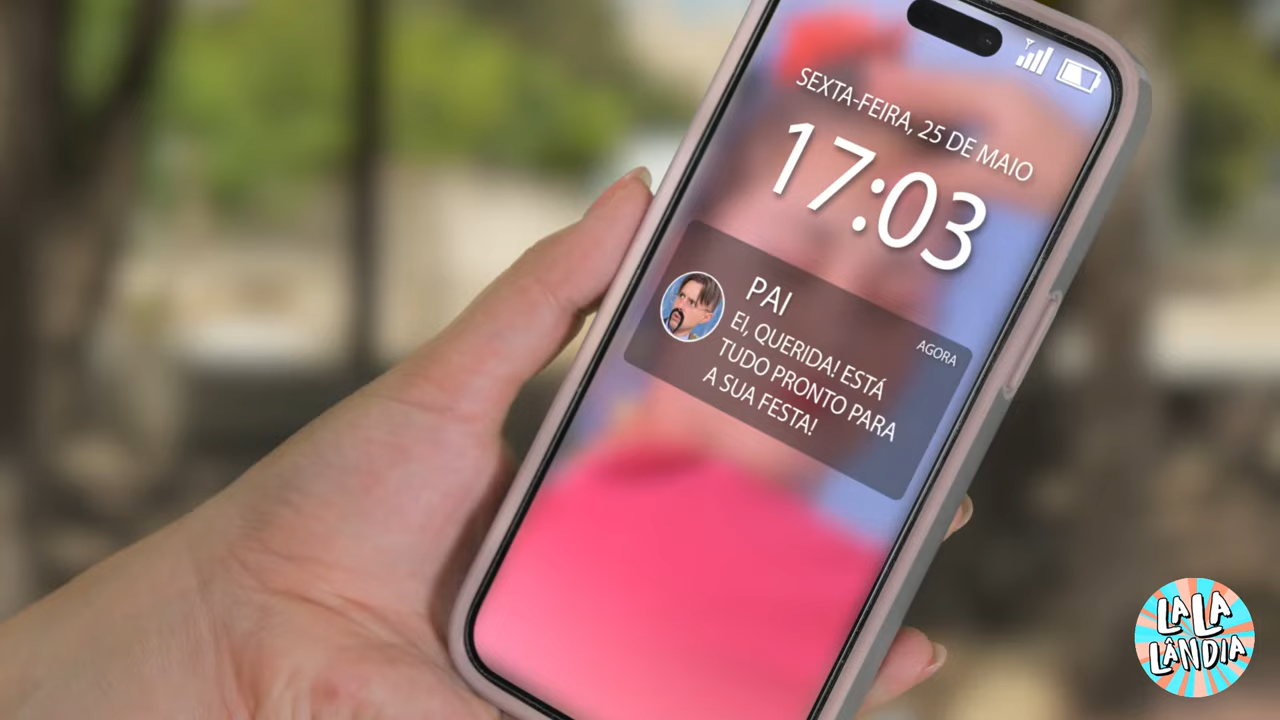 SEXTA-FEIRA, 25 DE MAIO
17:03
PAI
AGORA
EI, QUERIDA! ESTÁ
TUDO PRONTO PARA
A SUA FESTA!
LA LA
LÂNDIA